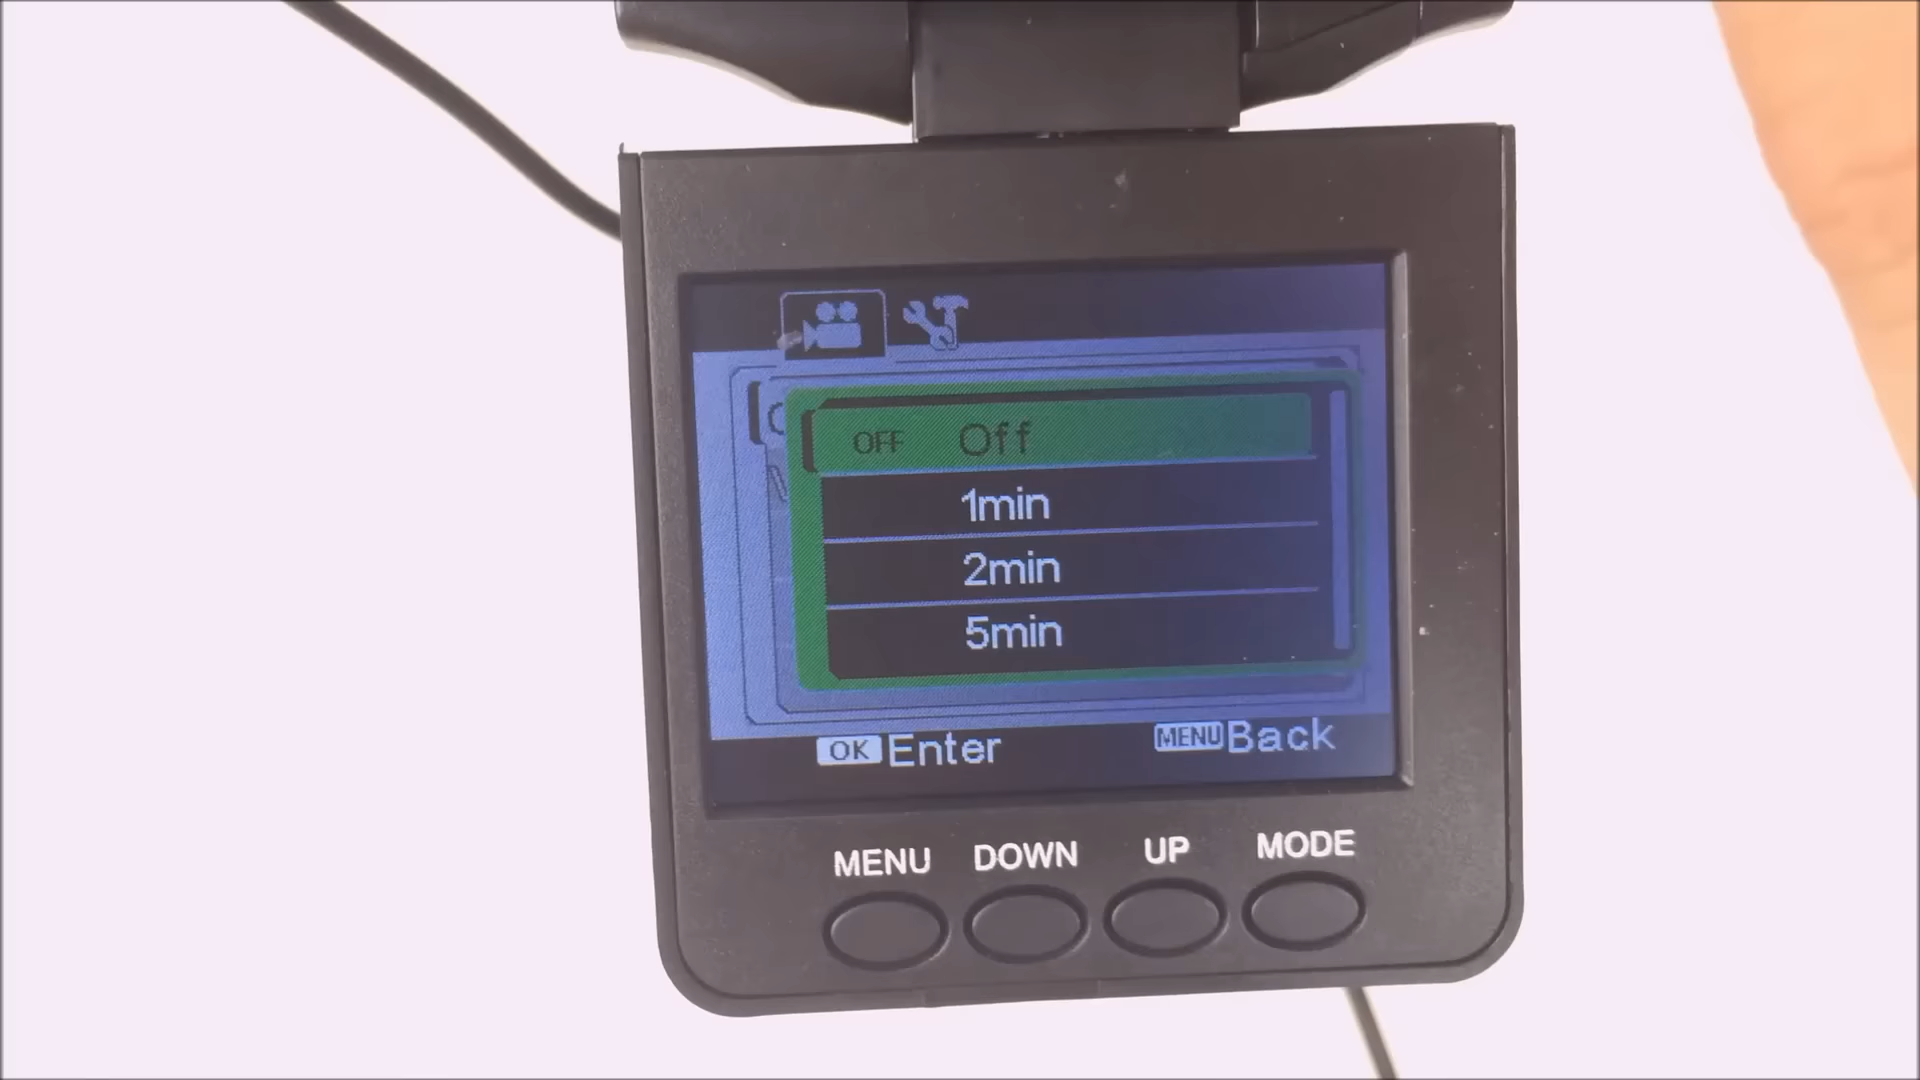 OFF Off
1min
2min
5min
OK Enter MENU Back
MENU DOWN UP MODE